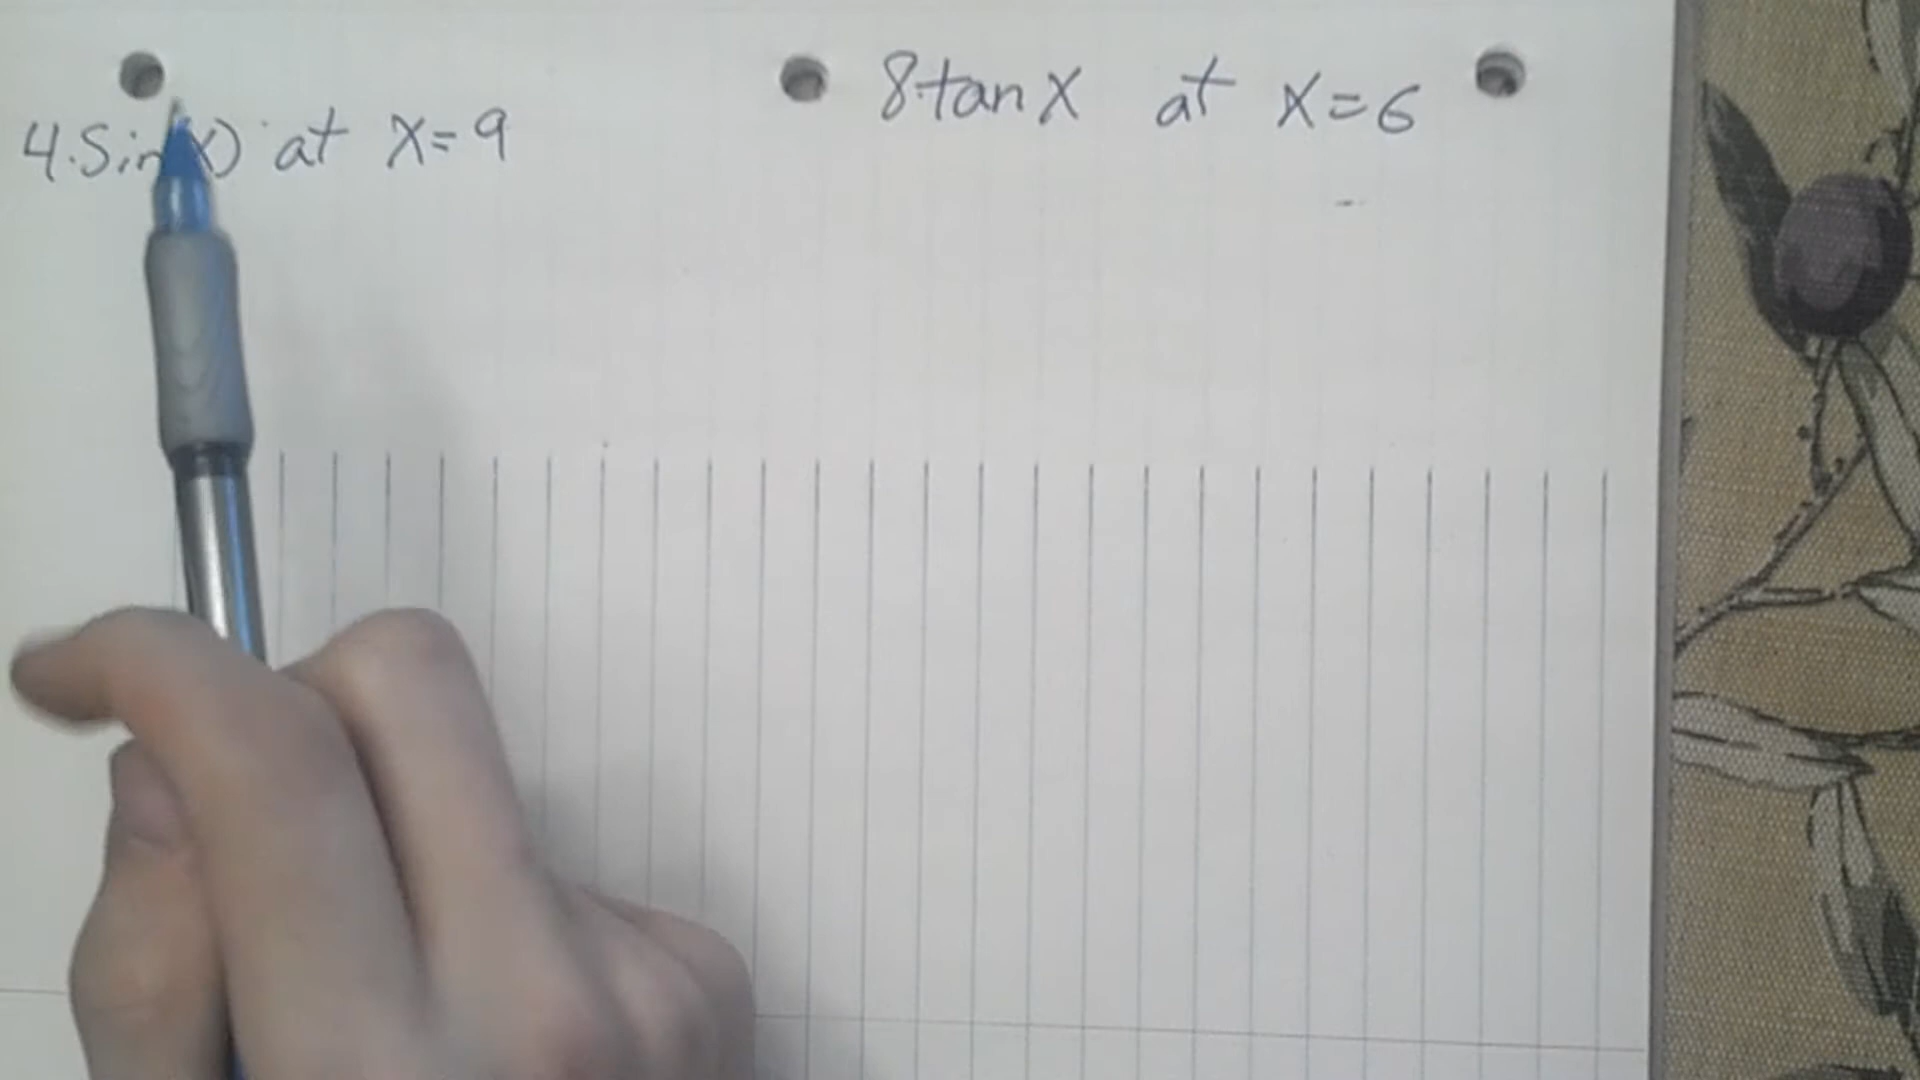 4.Sin(x) at x=9
8.tan x at x=6